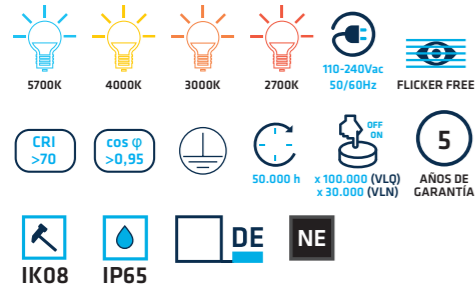 5700K
4000K
3000K
2700K
110-240Vac
50/60Hz
FLICKER FREE
CRI
>70
cos φ
>0,95
50.000 h
OFF
ON
x 100.000 (VLQ)
x 30.000 (VLN)
5
AÑOS DE
GARANTÍA
IK08
IP65
DE
NE